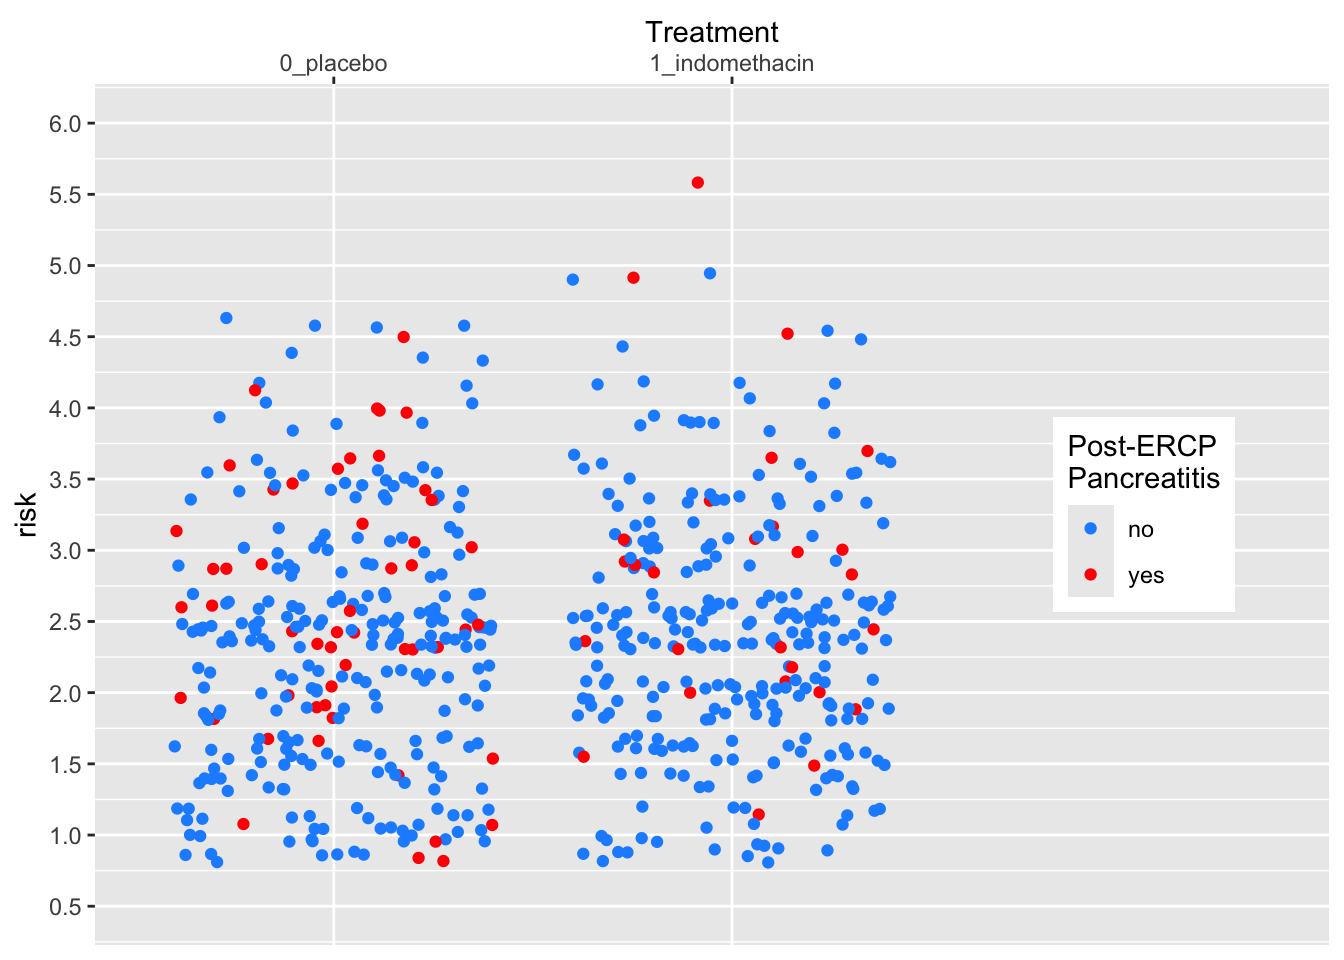 Treatment
0_placebo 1_indomethacin
6.0
5.5
5.0
4.5
4.0
3.5
3.0
2.5
2.0
1.5
1.0
0.5
risk
Post-ERCP
Pancreatitis
no
yes